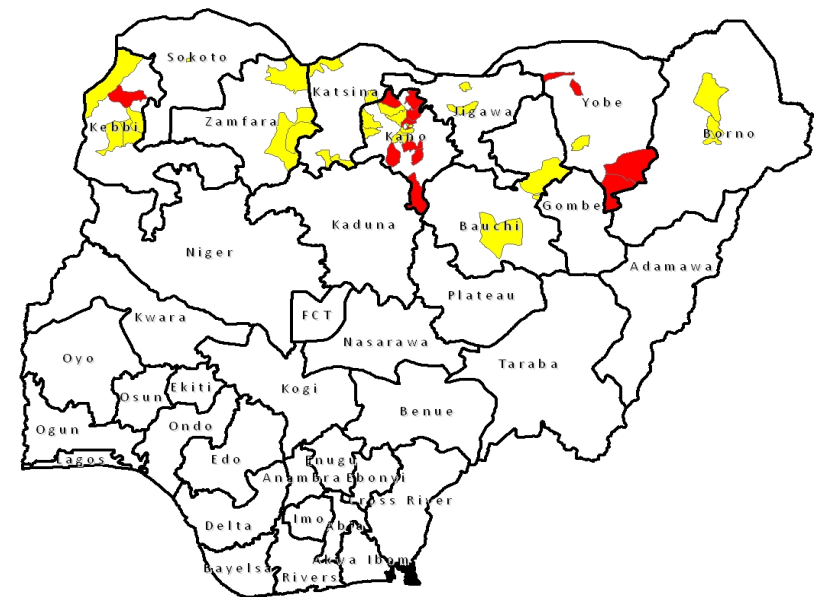 Sokoto
Katsina
Kebbi
Zamfara
Kano
Jigawa
Yobe
Borno
Kaduna
Bauchi
Gombe
Niger
Adamawa
Plateau
Kwara
FCT
Nasarawa
Taraba
Oyo
Osun
Ekiti
Kogi
Benue
Ogun
Ondo
Lagos
Edo
Enugu
Anambra
Ebonyi
Cross River
Delta
Imo
Abia
Bayelsa
Rivers
Akwa Ibom